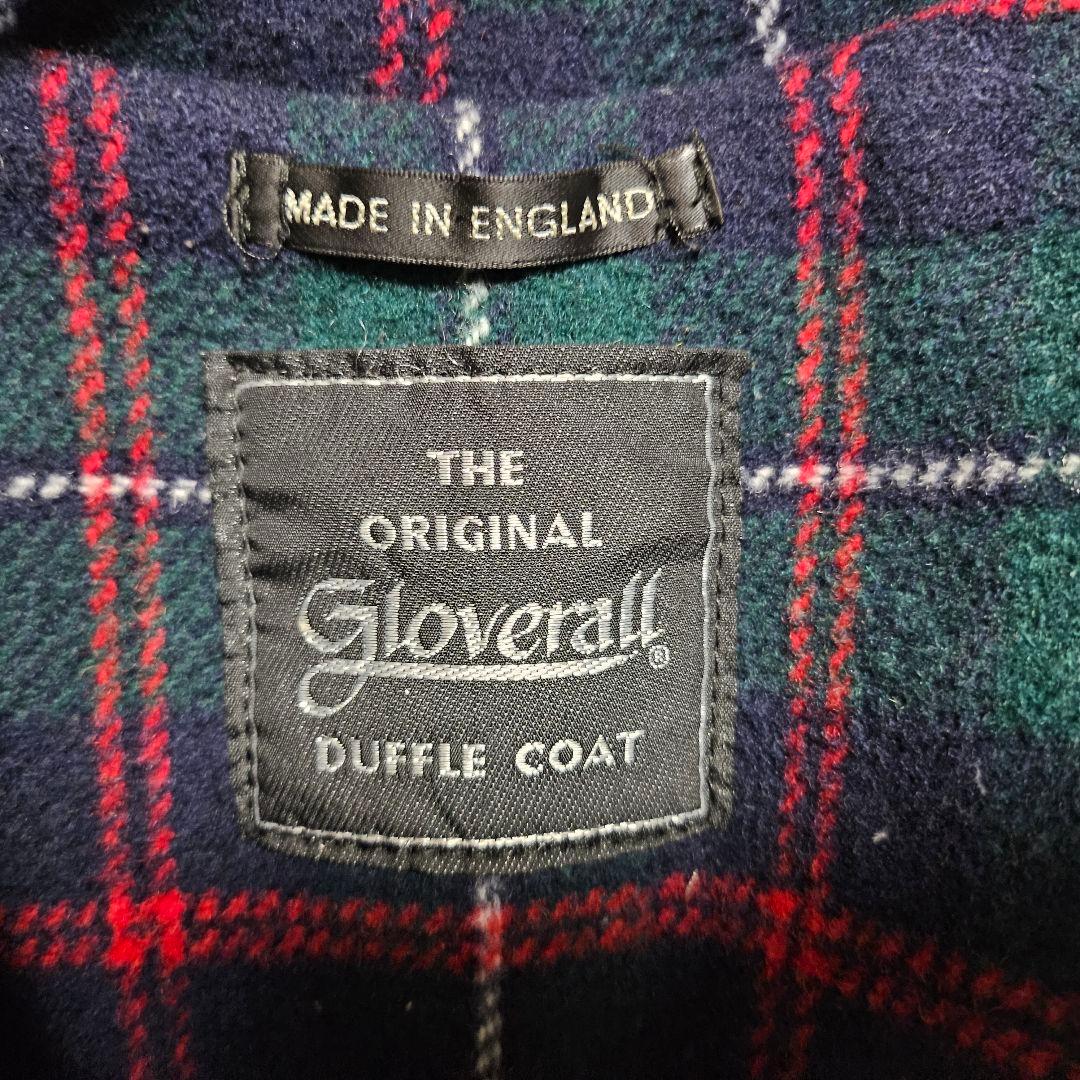 MADE IN ENGLAND
THE
ORIGINAL
Gloverall®
DUFFLE COAT